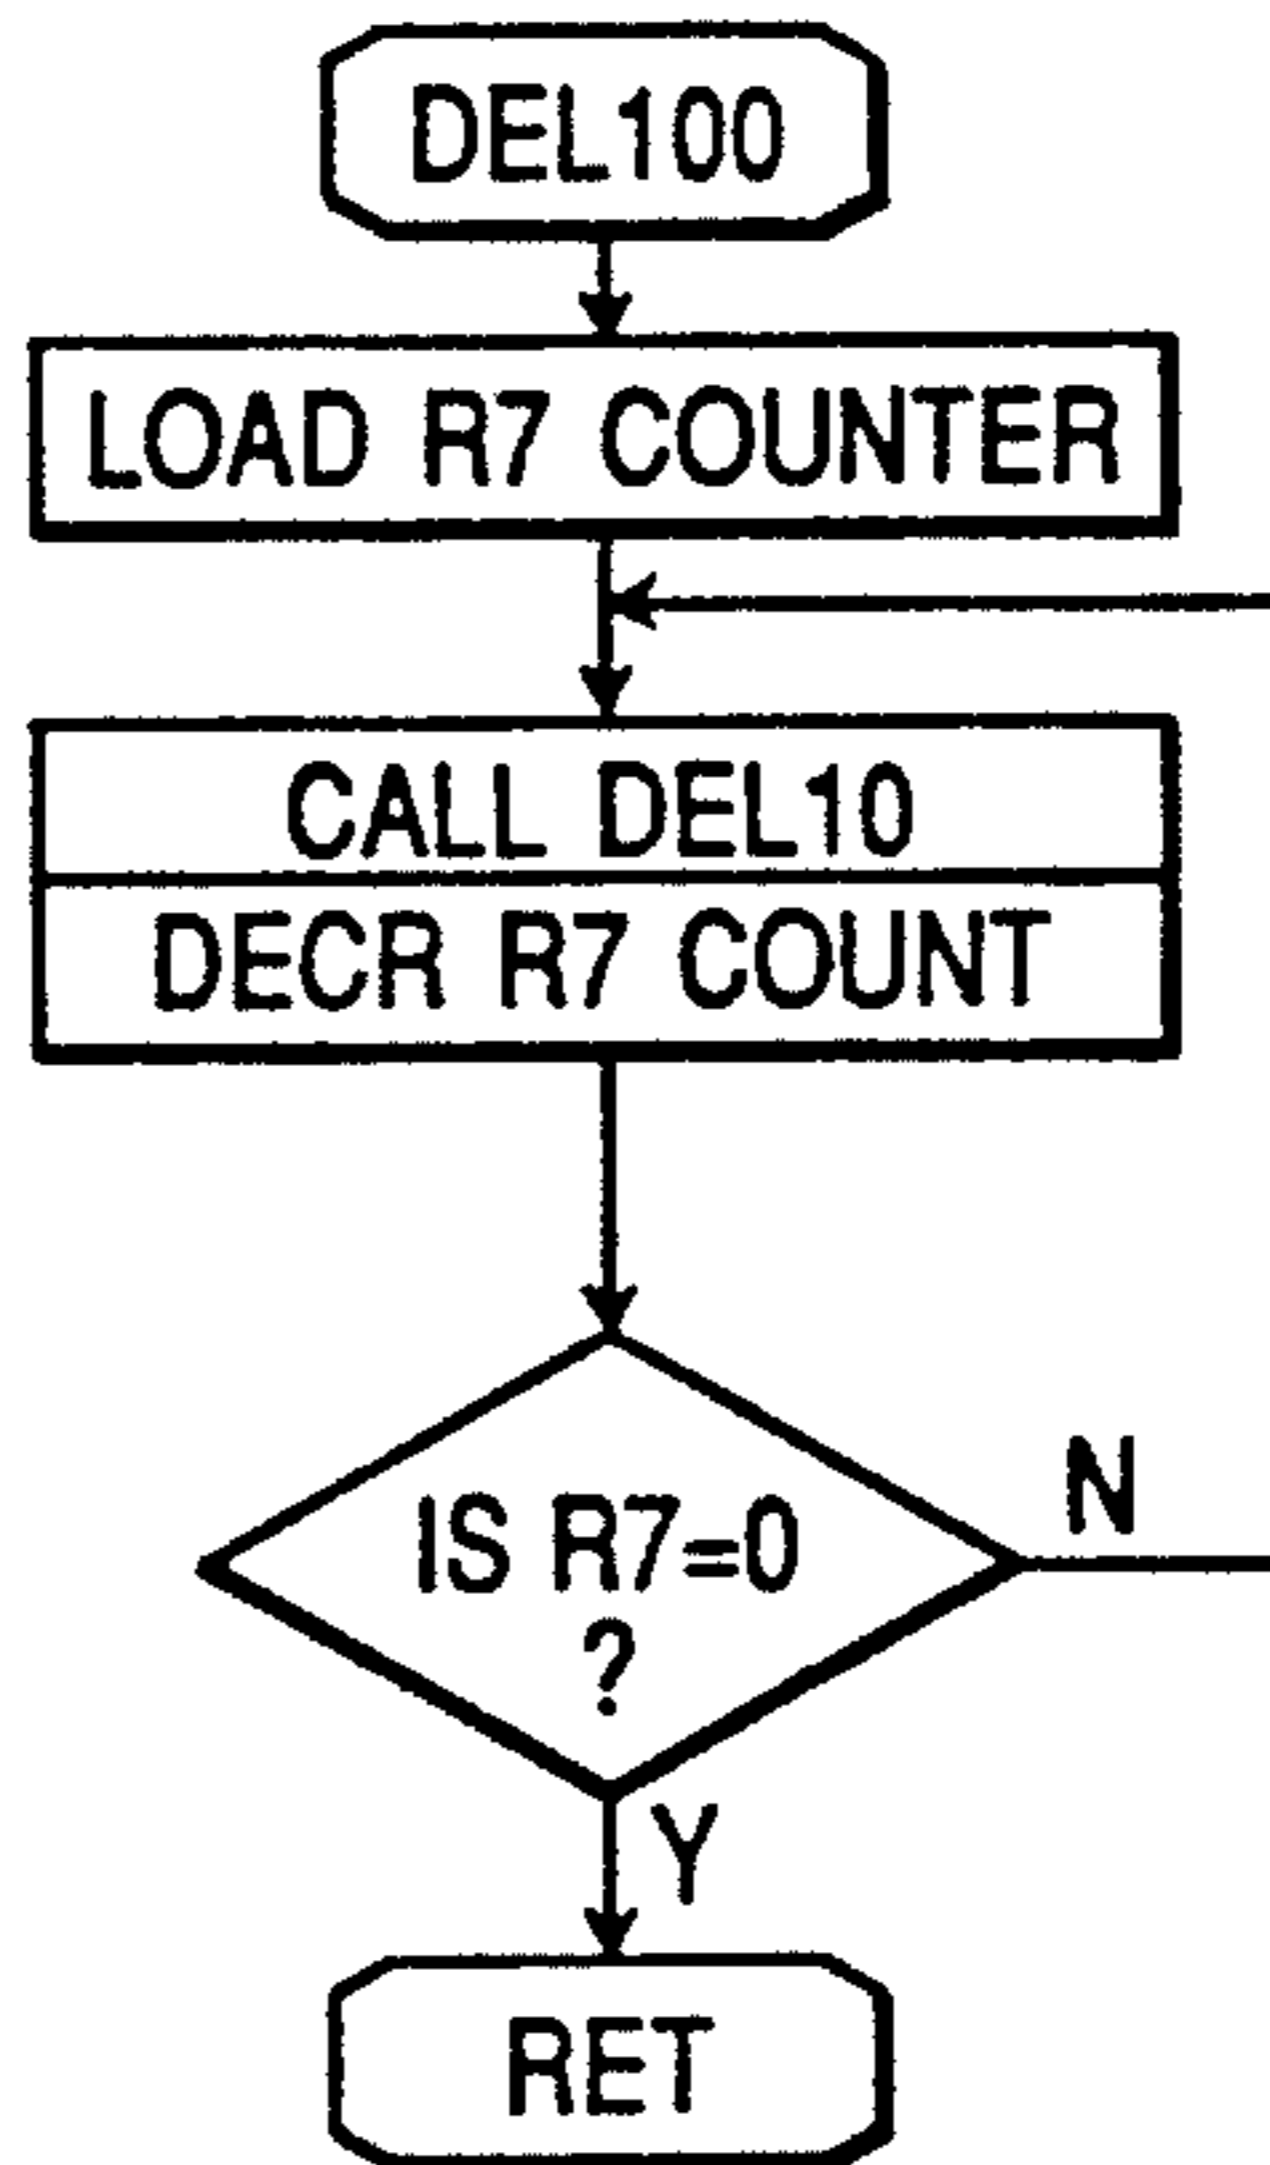 DEL100
LOAD R7 COUNTER
CALL DEL10
DECR R7 COUNT
IS R7=0
?
N
Y
RET